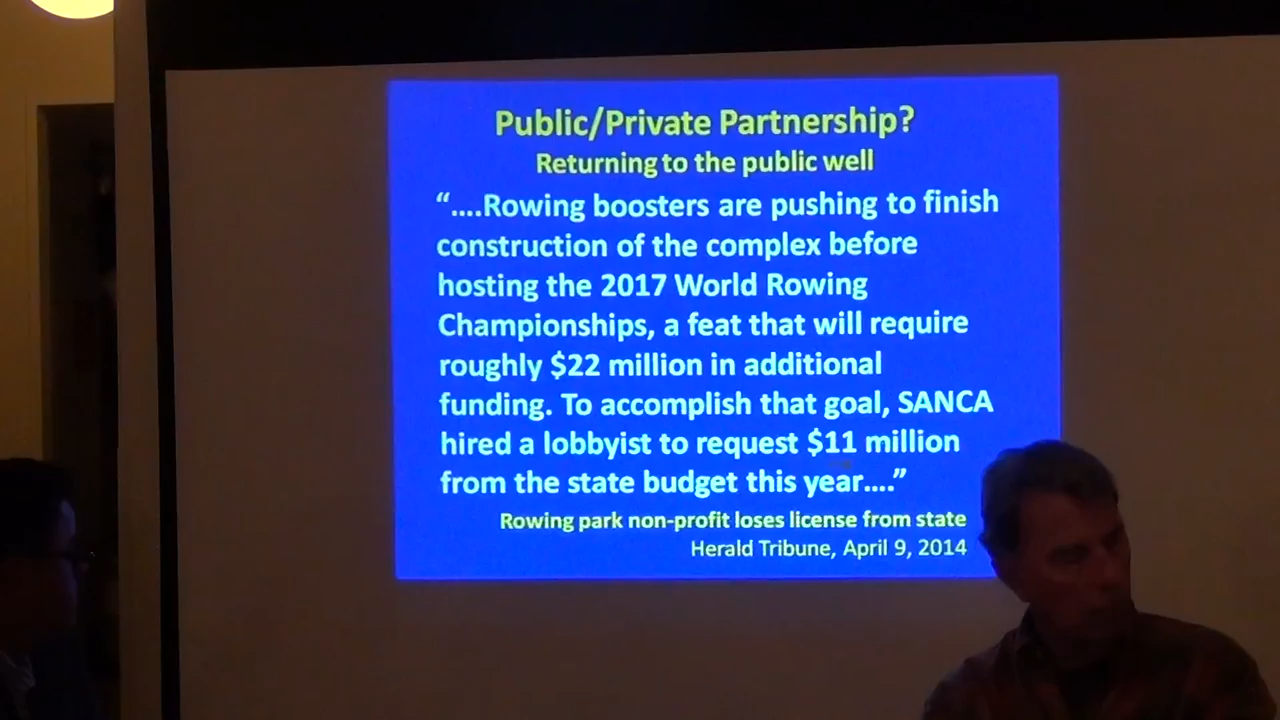 Public/Private Partnership?
Returning to the public well
“....Rowing boosters are pushing to finish
construction of the complex before
hosting the 2017 World Rowing
Championships, a feat that will require
roughly $22 million in additional
funding. To accomplish that goal, SANCA
hired a lobbyist to request $11 million
from the state budget this year....”
Rowing park non-profit loses license from state
Herald Tribune, April 9, 2014